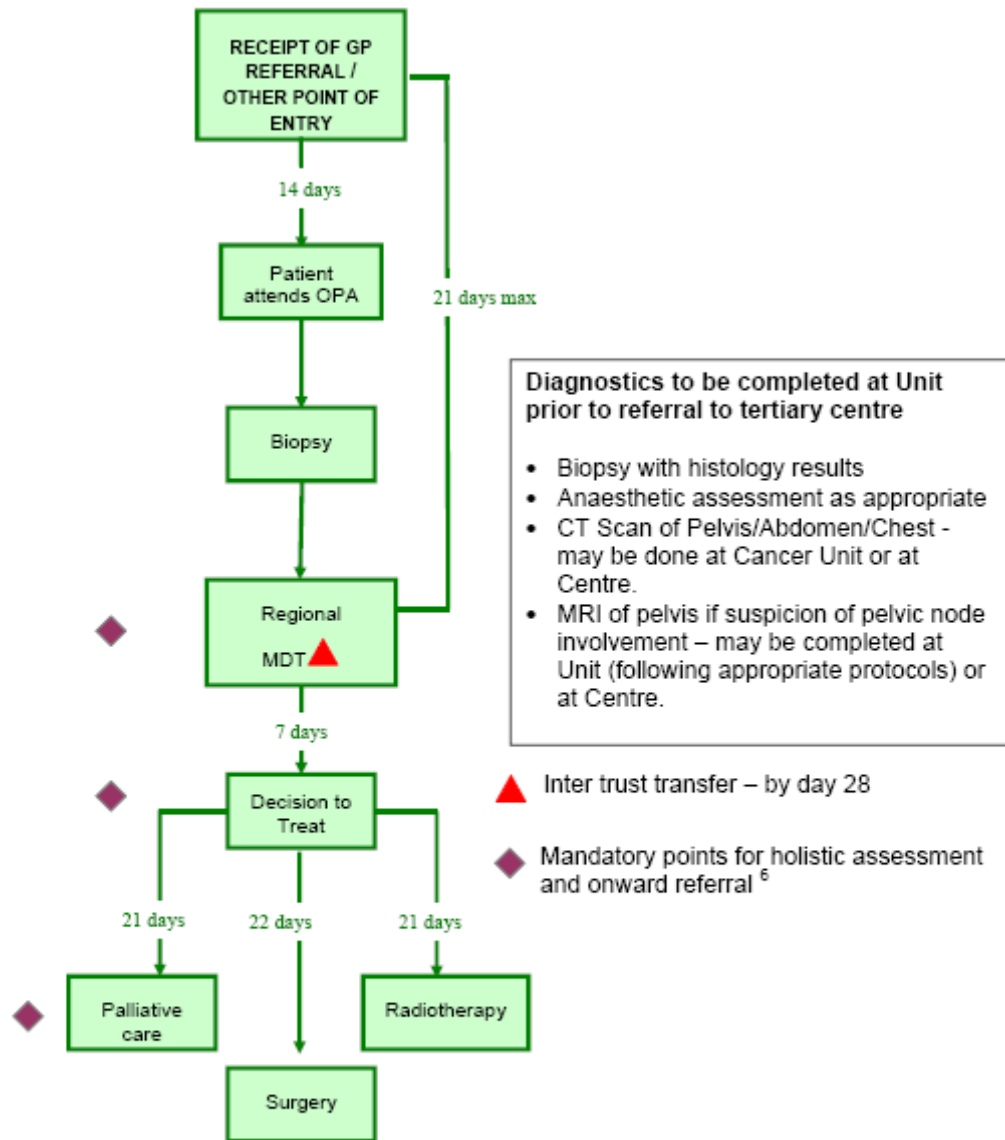 RECEIPT OF GP
REFERRAL /
OTHER POINT OF
ENTRY
14 days
Patient
attends OPA
21 days max
Biopsy
Regional
MDT
7 days
Decision to
Treat
21 days
22 days
21 days
Palliative
care
Radiotherapy
Surgery
Diagnostics to be completed at Unit
prior to referral to tertiary centre
• Biopsy with histology results
• Anaesthetic assessment as appropriate
• CT Scan of Pelvis/Abdomen/Chest -
may be done at Cancer Unit or at
Centre.
• MRI of pelvis if suspicion of pelvic node
involvement – may be completed at
Unit (following appropriate protocols) or
at Centre.
Inter trust transfer – by day 28
Mandatory points for holistic assessment
and onward referral 6